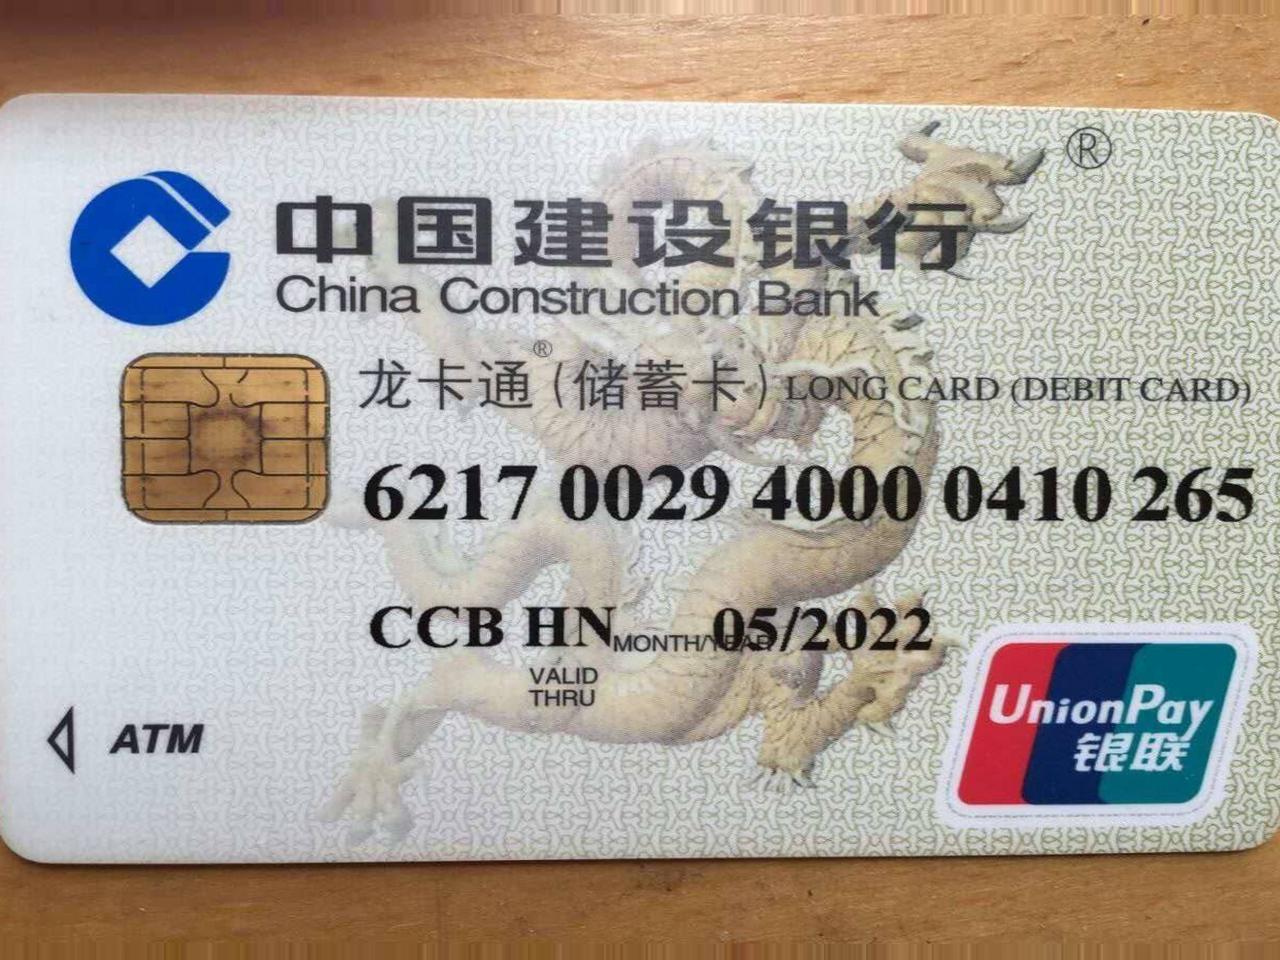 ®
中国建设银行
China Construction Bank
龙卡通®(储蓄卡) LONG CARD (DEBIT CARD)
6217 0029 4000 0410 265
CCB HN MONTH/YEAR 05/2022
VALID
THRU
ATM
UnionPay
银联